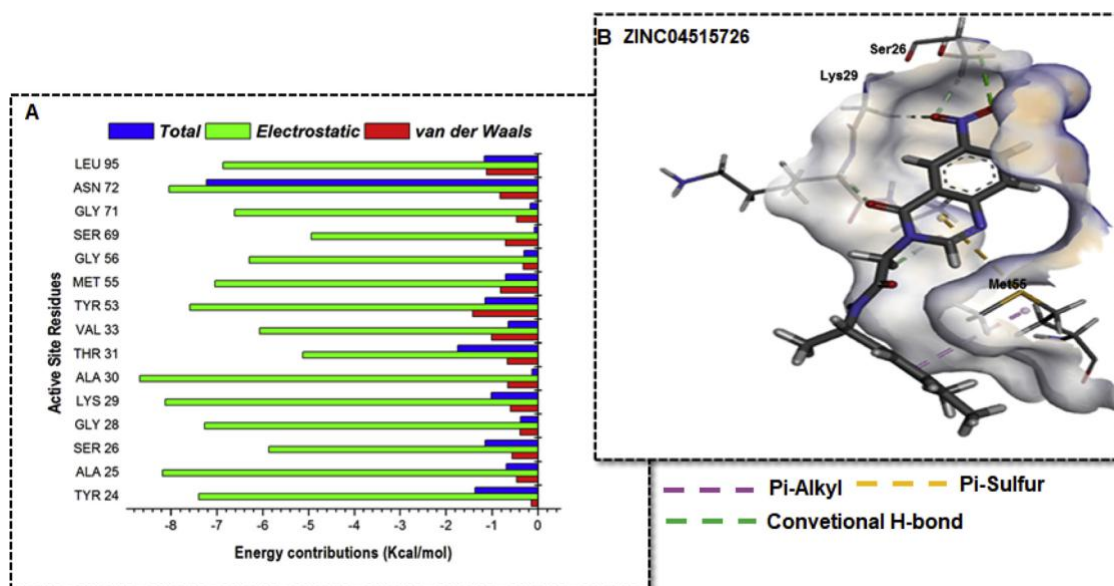 A
Total Electrostatic van der Waals
Active Site Residues
LEU 95
ASN 72
GLY 71
SER 69
GLY 56
MET 55
TYR 53
VAL 33
THR 31
ALA 30
LYS 29
GLY 28
SER 26
ALA 25
TYR 24
-8 -7 -6 -5 -4 -3 -2 -1 0
Energy contributions (Kcal/mol)
B ZINC04515726
Ser26
Lys29
Met55
Pi-Alkyl Pi-Sulfur
Convetional H-bond